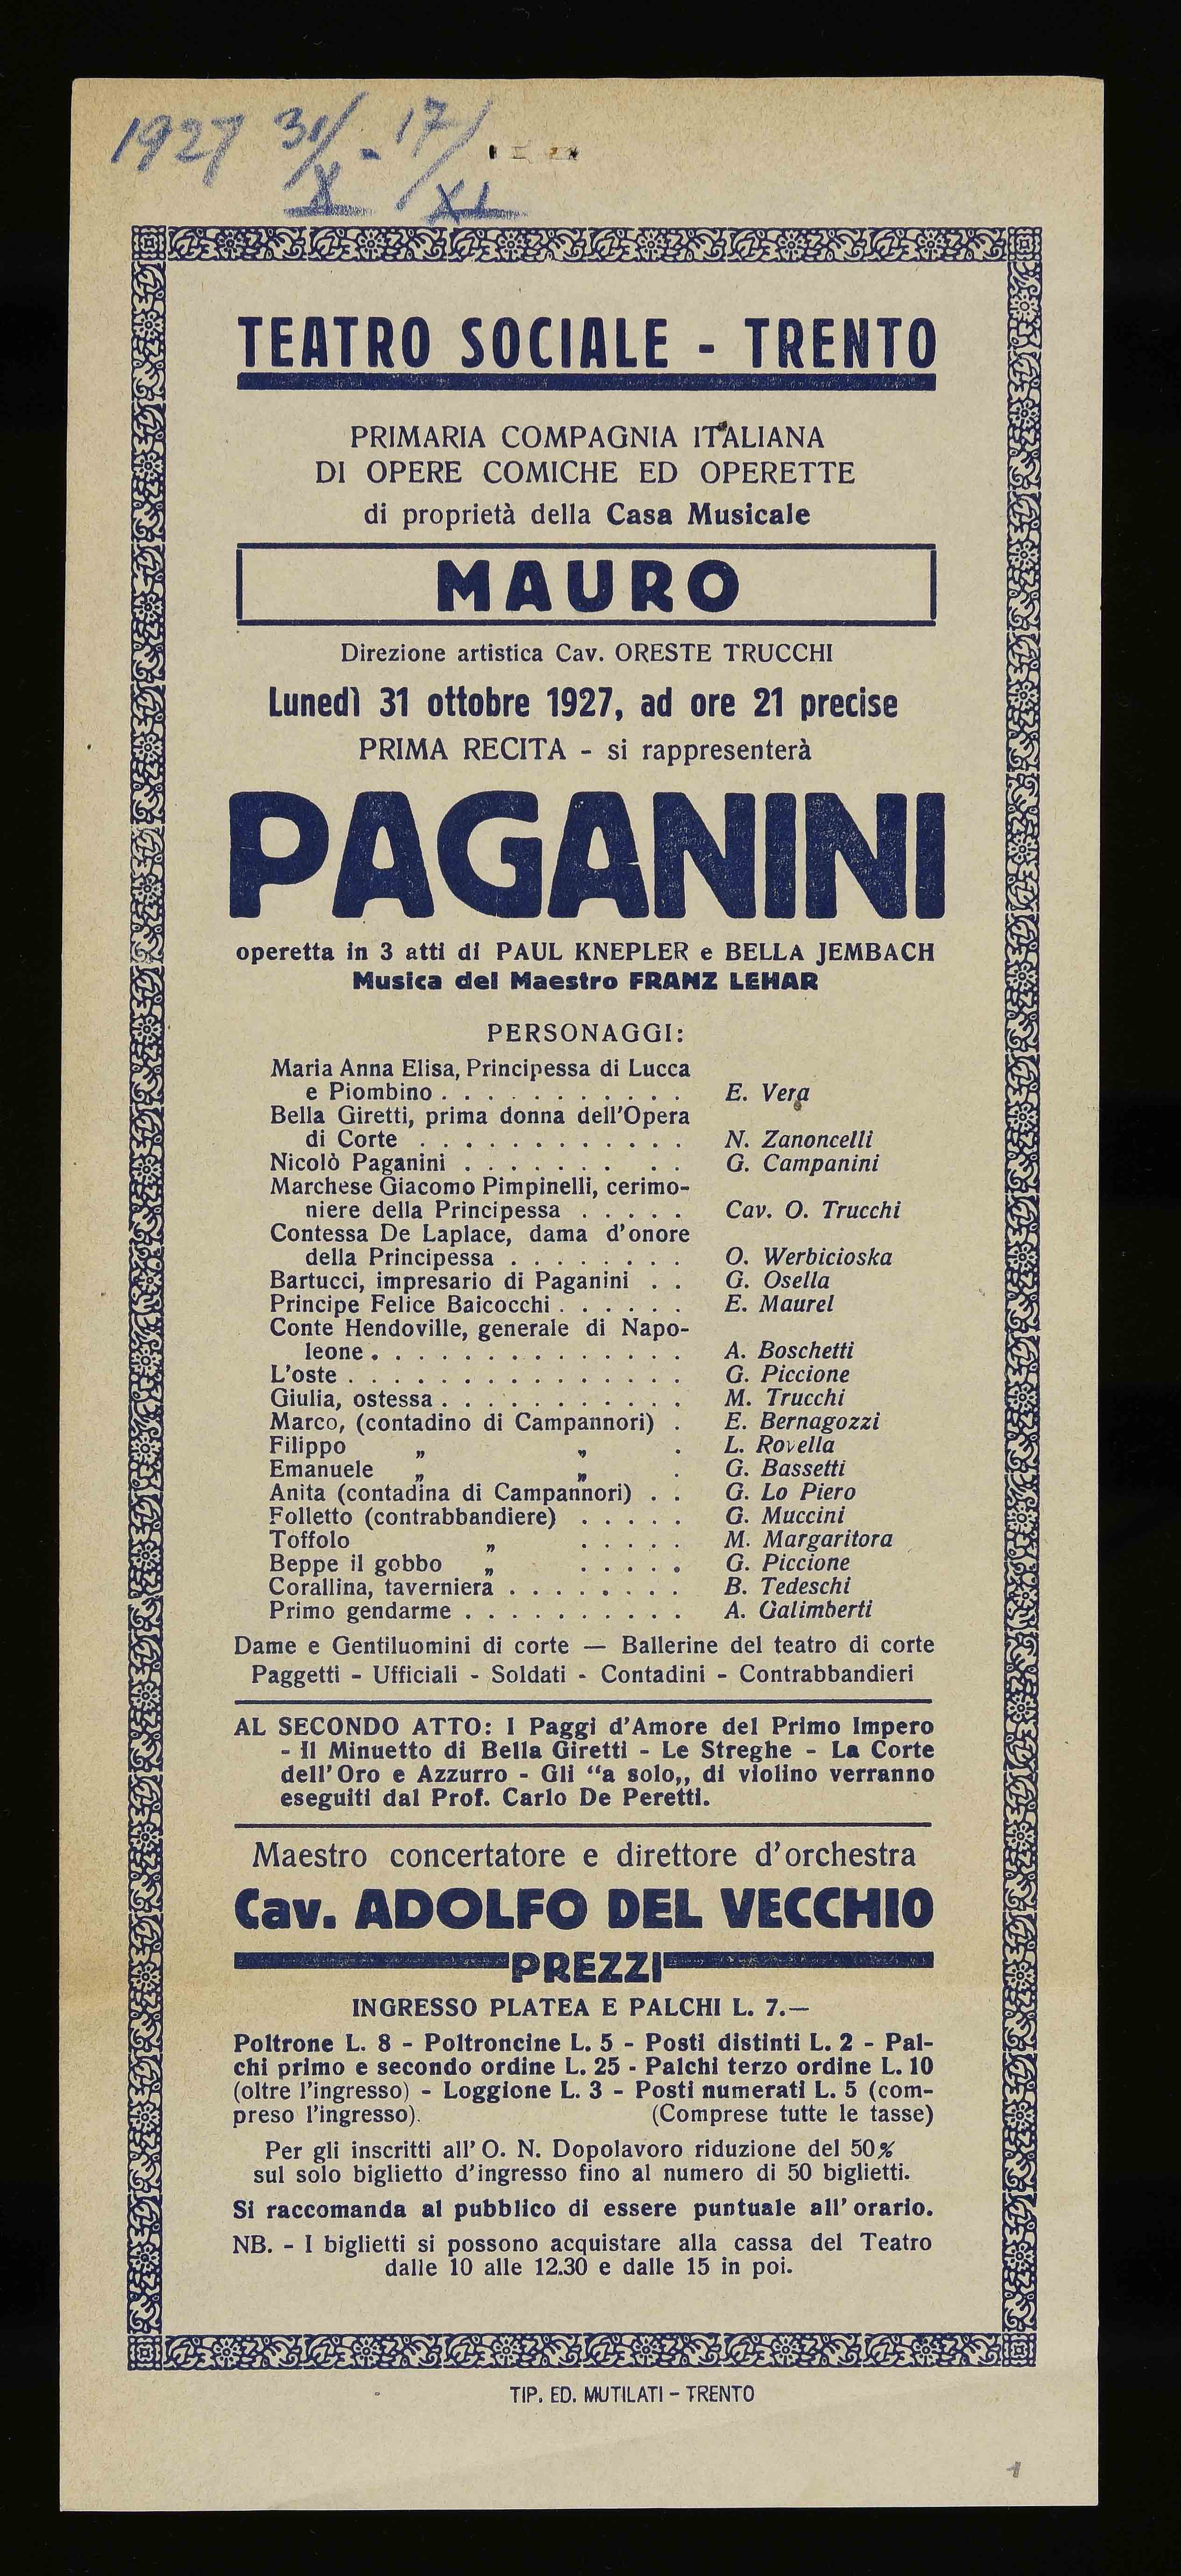 1927 31/X - 17/XI
TEATRO SOCIALE - TRENTO
PRIMARIA COMPAGNIA ITALIANA
DI OPERE COMICHE ED OPERETTE
di proprietà della Casa Musicale
MAURO
Direzione artistica Cav. ORESTE TRUCCHI
Lunedì 31 ottobre 1927, ad ore 21 precise
PRIMA RECITA - si rappresenterà
PAGANINI
operetta in 3 atti di PAUL KNEPLER e BELLA JEMBACH
Musica del Maestro FRANZ LEHAR
PERSONAGGI:
Maria Anna Elisa, Principessa di Lucca
e Piombino . . . . . . . . . . . E. Vera
Bella Giretti, prima donna dell'Opera
di Corte . . . . . . . . . . . . N. Zanoncelli
Nicolò Paganini . . . . . . . . . G. Campanini
Marchese Giacomo Pimpinelli, cerimo-
niere della Principessa . . . . . Cav. O. Trucchi
Contessa De Laplace, dama d'onore
della Principessa . . . . . . . . O. Werbicioska
Bartucci, impresario di Paganini . . G. Osella
Principe Felice Baicocchi . . . . . . E. Maurel
Conte Hendoville, generale di Napo-
leone . . . . . . . . . . . . . . A. Boschetti
L'oste . . . . . . . . . . . . . . . G. Piccione
Giulia, ostessa . . . . . . . . . . . M. Trucchi
Marco, (contadino di Campannori) . E. Bernagozzi
Filippo „ „ . L. Rovella
Emanuele „ „ . G. Bassetti
Anita (contadina di Campannori) . . G. Lo Piero
Folletto (contrabbandiere) . . . . . G. Muccini
Toffolo „ . . . . . M. Margaritora
Beppe il gobbo „ . . . . . G. Piccione
Corallina, taverniera . . . . . . . . B. Tedeschi
Primo gendarme . . . . . . . . . . A. Galimberti
Dame e Gentiluomini di corte — Ballerine del teatro di corte
Paggetti - Ufficiali - Soldati - Contadini - Contrabbandieri
AL SECONDO ATTO: I Paggi d'Amore del Primo Impero
- Il Minuetto di Bella Giretti - Le Streghe - La Corte
dell'Oro e Azzurro - Gli “a solo„ di violino verranno
eseguiti dal Prof. Carlo De Peretti.
Maestro concertatore e direttore d'orchestra
Cav. ADOLFO DEL VECCHIO
PREZZI
INGRESSO PLATEA E PALCHI L. 7.—
Poltrone L. 8 - Poltroncine L. 5 - Posti distinti L. 2 - Pal-
chi primo e secondo ordine L. 25 - Palchi terzo ordine L. 10
(oltre l'ingresso) - Loggione L. 3 - Posti numerati L. 5 (com-
preso l'ingresso). (Comprese tutte le tasse)
Per gli inscritti all'O. N. Dopolavoro riduzione del 50%
sul solo biglietto d'ingresso fino al numero di 50 biglietti.
Si raccomanda al pubblico di essere puntuale all'orario.
NB. - I biglietti si possono acquistare alla cassa del Teatro
dalle 10 alle 12.30 e dalle 15 in poi.
TIP. ED. MUTILATI - TRENTO
1